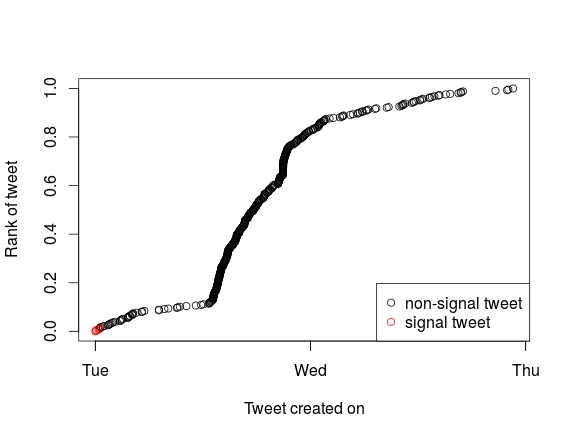 1.0
0.8
0.6
0.4
0.2
0.0
Rank of tweet
non-signal tweet
signal tweet
Tue Wed Thu
Tweet created on